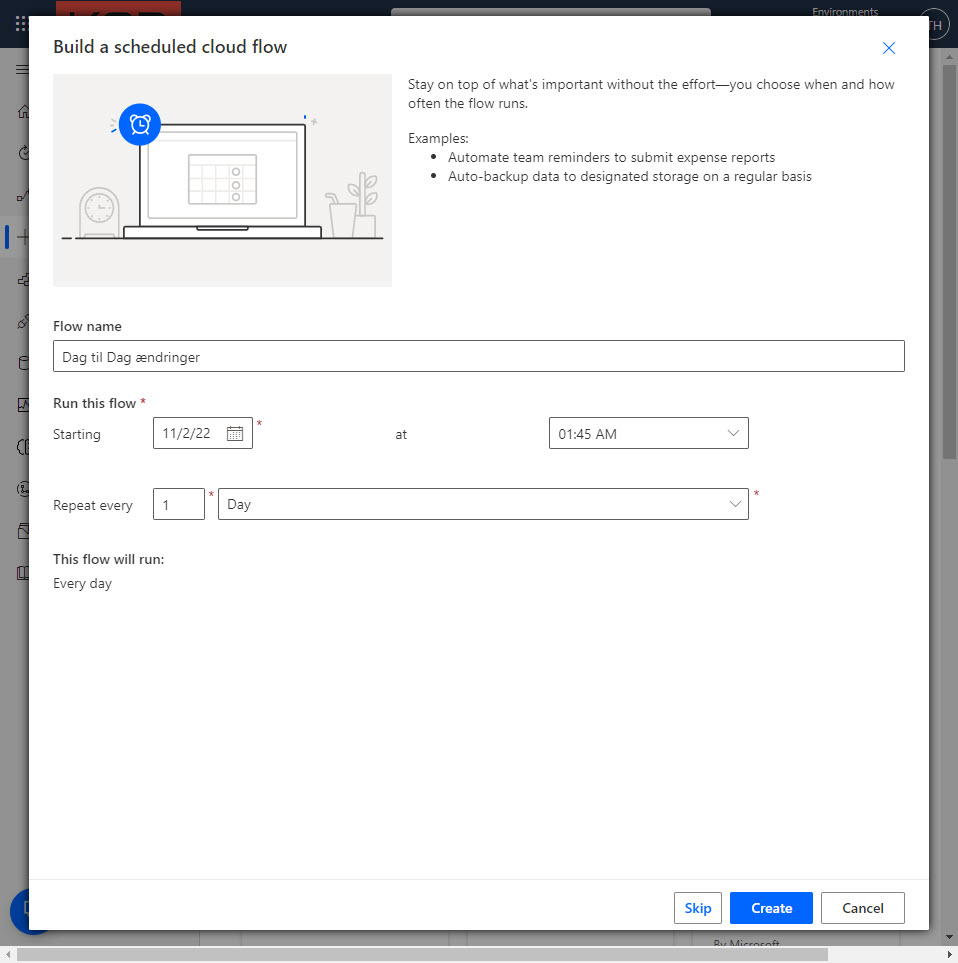 Environments
TH
Build a scheduled cloud flow
Stay on top of what's important without the effort—you choose when and how
often the flow runs.
Examples:
• Automate team reminders to submit expense reports
• Auto-backup data to designated storage on a regular basis
Flow name
Dag til Dag ændringer
Run this flow *
Starting 11/2/22 * at 01:45 AM
Repeat every 1 * Day *
This flow will run:
Every day
Skip Create Cancel
By Microsoft